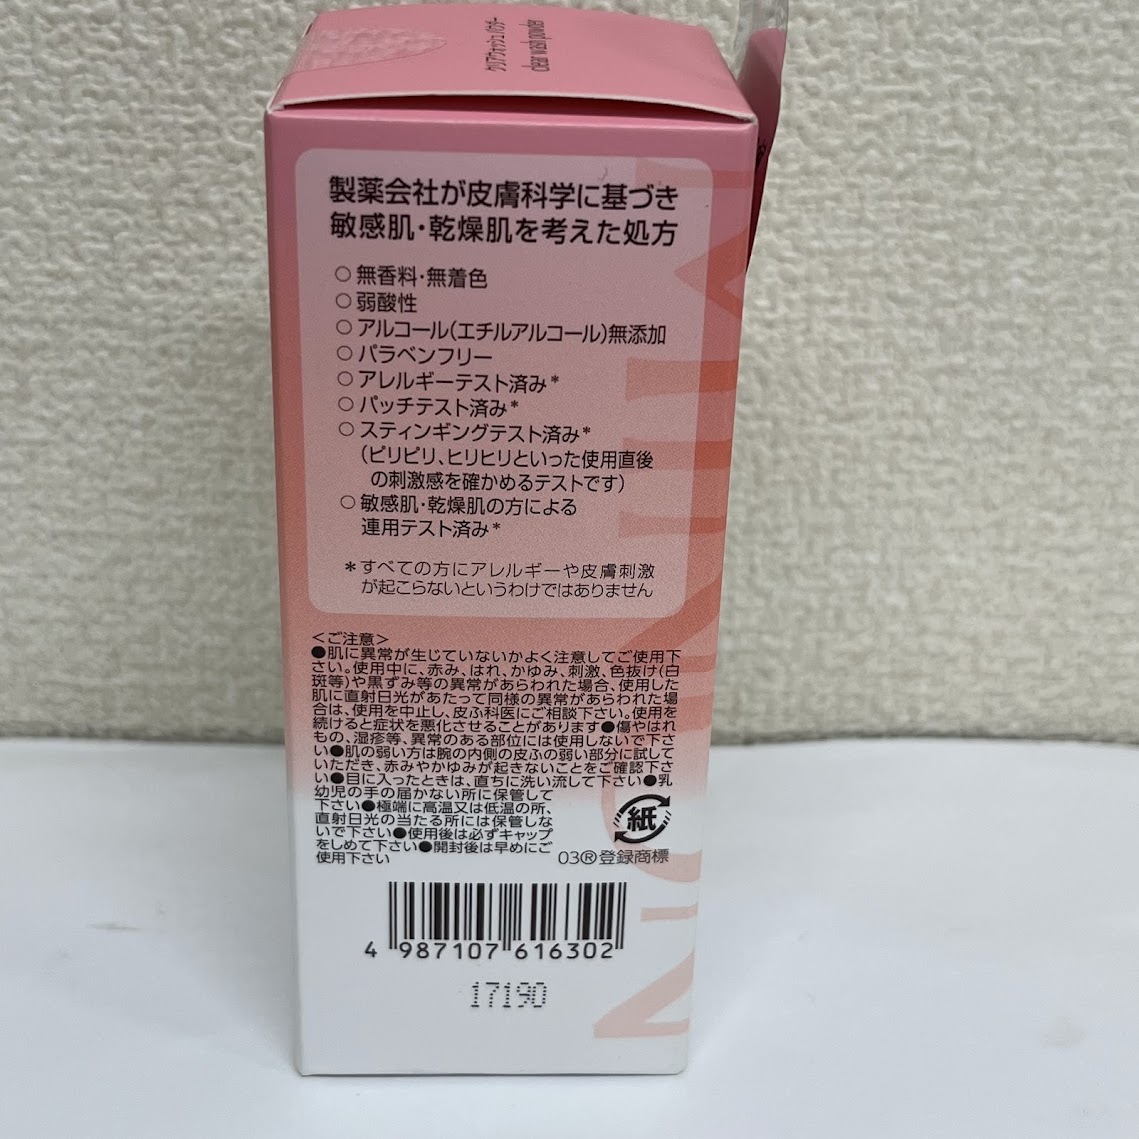 クリアウォッシュパウダー
clear wash powder
製薬会社が皮膚科学に基づき
敏感肌・乾燥肌を考えた処方
○ 無香料・無着色
○ 弱酸性
○ アルコール(エチルアルコール)無添加
○ パラベンフリー
○ アレルギーテスト済み*
○ パッチテスト済み*
○ スティンギングテスト済み*
(ピリピリ、ヒリヒリといった使用直後
の刺激感を確かめるテストです)
○ 敏感肌・乾燥肌の方による
連用テスト済み*
*すべての方にアレルギーや皮膚刺激
が起こらないというわけではありません
<ご注意>
●肌に異常が生じていないかよく注意してご使用下
さい。使用中に、赤み、はれ、かゆみ、刺激、色抜け(白
斑等)や黒ずみ等の異常があらわれた場合、使用した
肌に直射日光があたって同様の異常があらわれた場
合は、使用を中止し、皮ふ科医にご相談下さい。使用を
続けると症状を悪化させることがあります●傷やはれ
もの、湿疹等、異常のある部位には使用しないで下さ
い●肌の弱い方は腕の内側の皮ふの弱い部分に試して
いただき、赤みやかゆみが起きないことをご確認下さ
い●目に入ったときは、直ちに洗い流して下さい●乳
幼児の手の届かない所に保管して
下さい●極端に高温又は低温の所、
直射日光の当たる所には保管しな
いで下さい●使用後は必ずキャップ
をしめて下さい●開封後は早めにご
使用下さい
紙
03®登録商標
4 987107 616302
17190
MINON